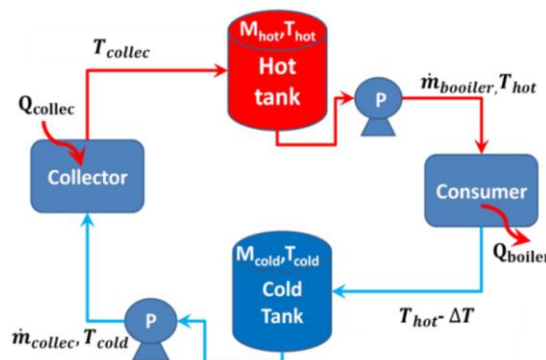 M_hot,T_hot
Hot
tank
T_collec
Q_collec
Collector
P
ṁ_booiler,T_hot
Consumer
Q_boiler
M_cold,T_cold
Cold
Tank
T_hot- ΔT
P
ṁ_collec,T_cold